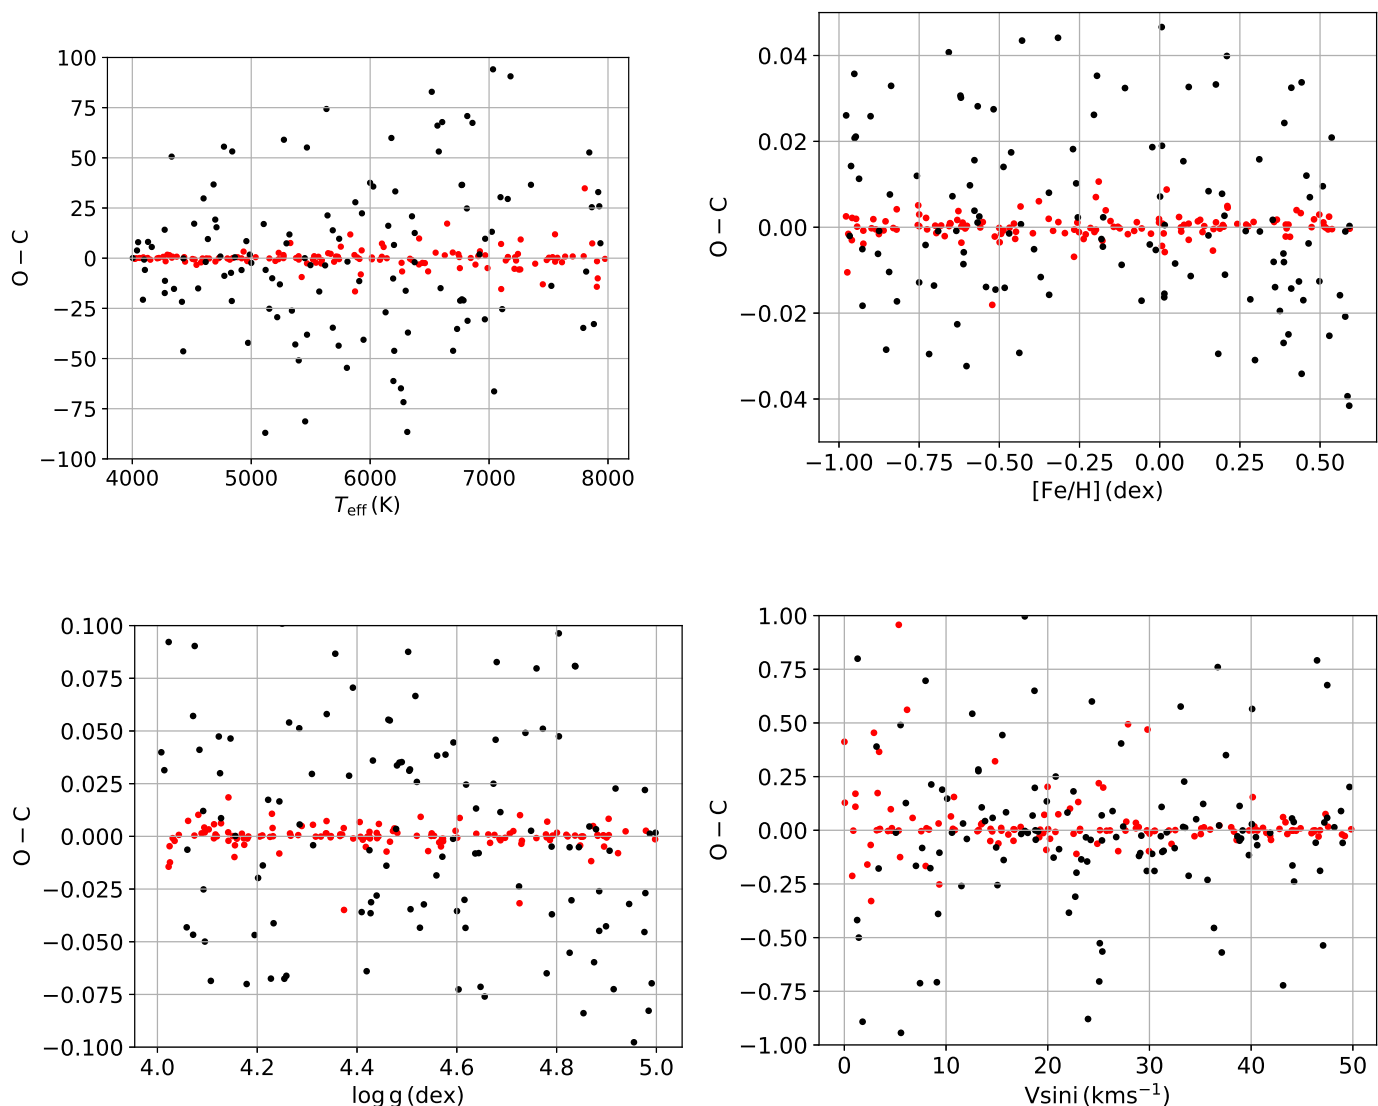 100
75
50
25
0
−25
−50
−75
−100
O − C
4000 5000 6000 7000 8000
T_eff (K)
0.04
0.02
0.00
−0.02
−0.04
O − C
−1.00 −0.75 −0.50 −0.25 0.00 0.25 0.50
[Fe/H] (dex)
0.100
0.075
0.050
0.025
0.000
−0.025
−0.050
−0.075
−0.100
O − C
4.0 4.2 4.4 4.6 4.8 5.0
log g (dex)
1.00
0.75
0.50
0.25
0.00
−0.25
−0.50
−0.75
−1.00
O − C
0 10 20 30 40 50
Vsini (kms⁻¹)